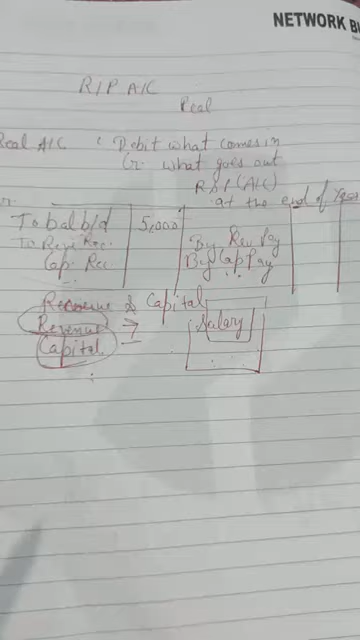 NETWORK B
R/P A/C
Real
Real A/C : Debit what comes in
Cr. what goes out
R & P (A/C)
at the end of Year
To bal b/d 5,000
To Reve Rec. By Rev Pay
Cap. Rec. By Cap Pay
Revenue & Capital
Revenue → Salary
Capital –